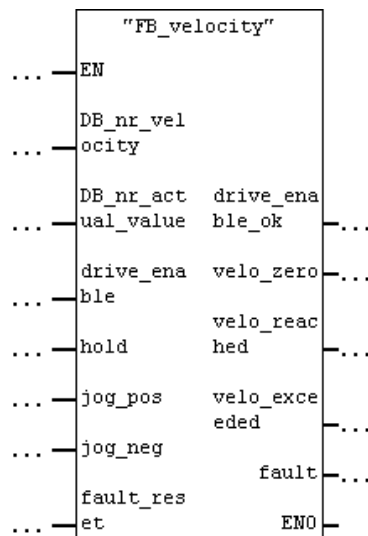 "FB_velocity"
... EN
DB_nr_vel
... ocity
DB_nr_act drive_ena
... ual_value ble_ok ...
drive_ena velo_zero ...
... ble
velo_reac
... hold hed ...
... jog_pos velo_exce
eded ...
... jog_neg
fault ...
fault_res
... et ENO